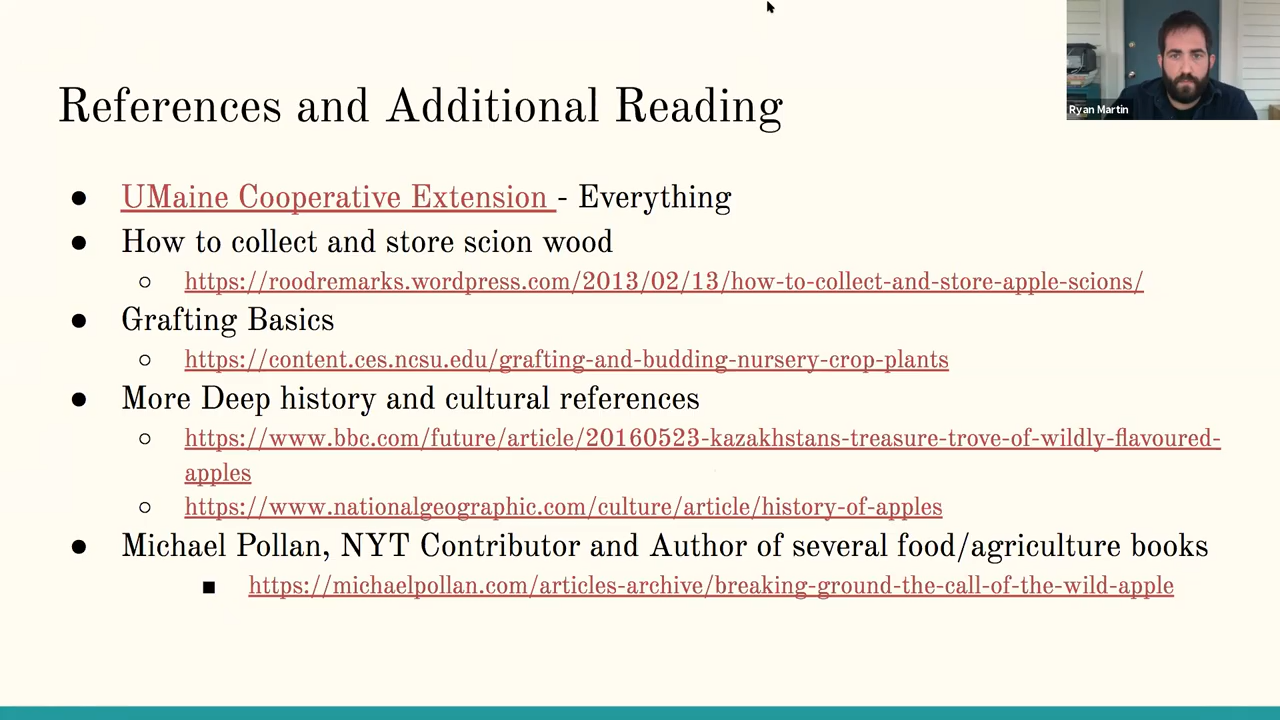 Ryan Martin
References and Additional Reading
● UMaine Cooperative Extension - Everything
● How to collect and store scion wood
○ https://roodremarks.wordpress.com/2013/02/13/how-to-collect-and-store-apple-scions/
● Grafting Basics
○ https://content.ces.ncsu.edu/grafting-and-budding-nursery-crop-plants
● More Deep history and cultural references
○ https://www.bbc.com/future/article/20160523-kazakhstans-treasure-trove-of-wildly-flavoured-
apples
○ https://www.nationalgeographic.com/culture/article/history-of-apples
● Michael Pollan, NYT Contributor and Author of several food/agriculture books
■ https://michaelpollan.com/articles-archive/breaking-ground-the-call-of-the-wild-apple